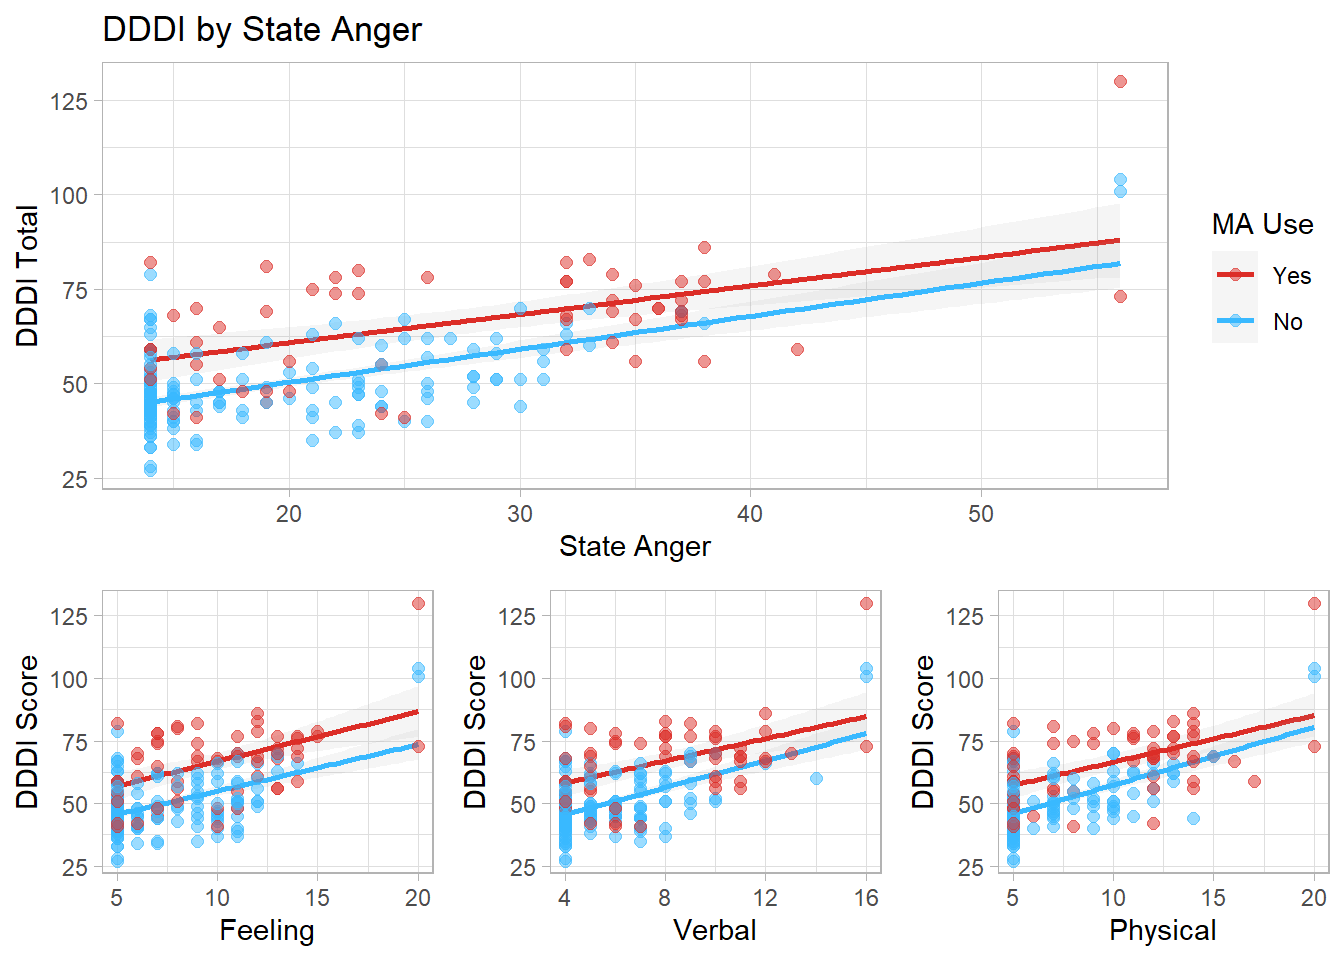 DDDI by State Anger
DDDI Total
125
100
75
50
25
20 30 40 50
State Anger
MA Use
Yes
No
DDDI Score
125
100
75
50
25
5 10 15 20
Feeling
DDDI Score
125
100
75
50
25
4 8 12 16
Verbal
DDDI Score
125
100
75
50
25
5 10 15 20
Physical